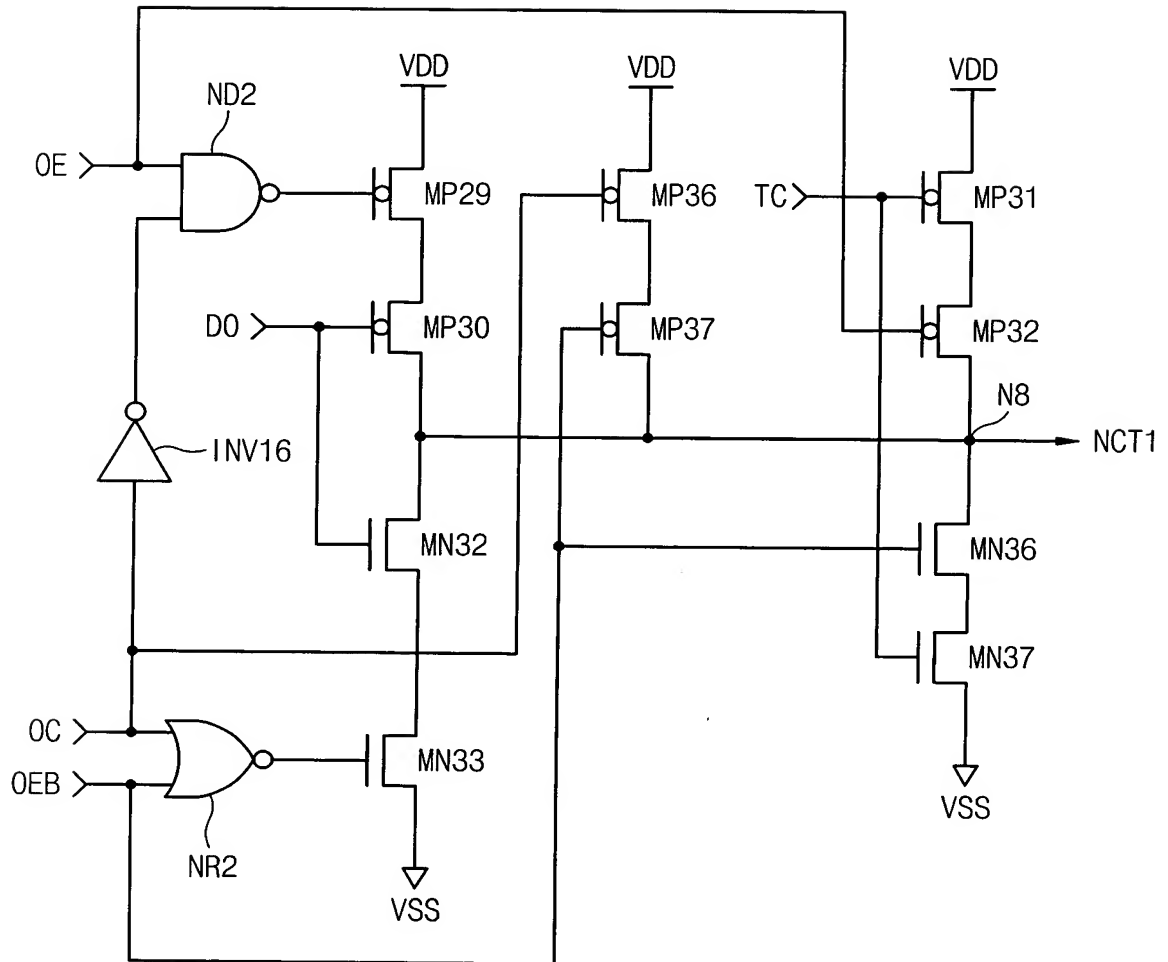 VDD
VDD
VDD
ND2
OE
MP29
MP36
TC
MP31
DO
MP30
MP37
MP32
N8
INV16
NCT1
MN32
MN36
MN37
OC
OEB
MN33
NR2
VSS
VSS